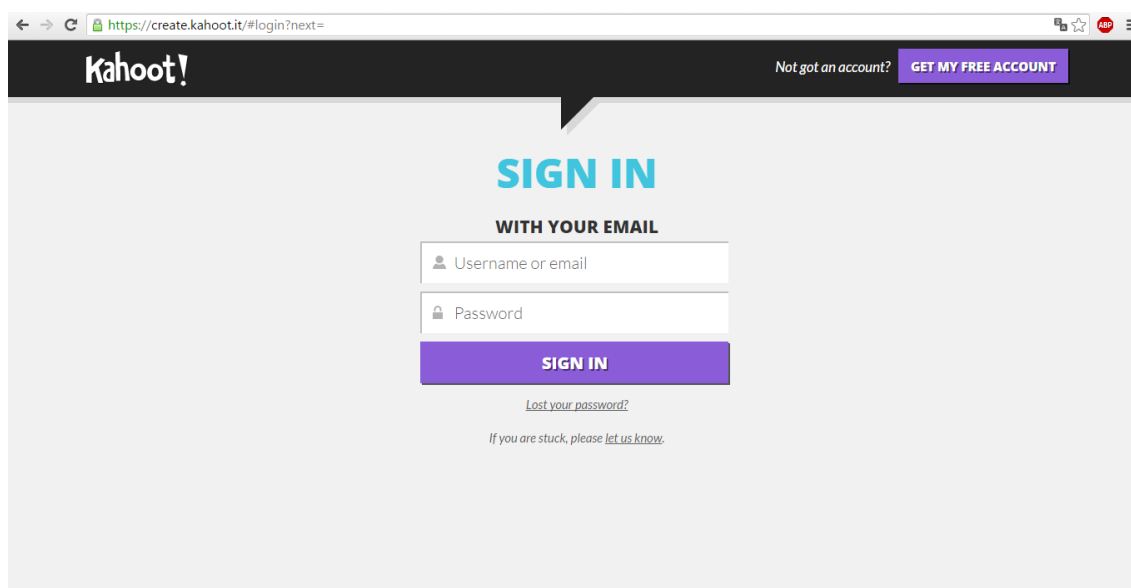 https://create.kahoot.it/#login?next=
ABP
Kahoot!
Not got an account?
GET MY FREE ACCOUNT
SIGN IN
WITH YOUR EMAIL
Username or email
Password
SIGN IN
Lost your password?
If you are stuck, please let us know.